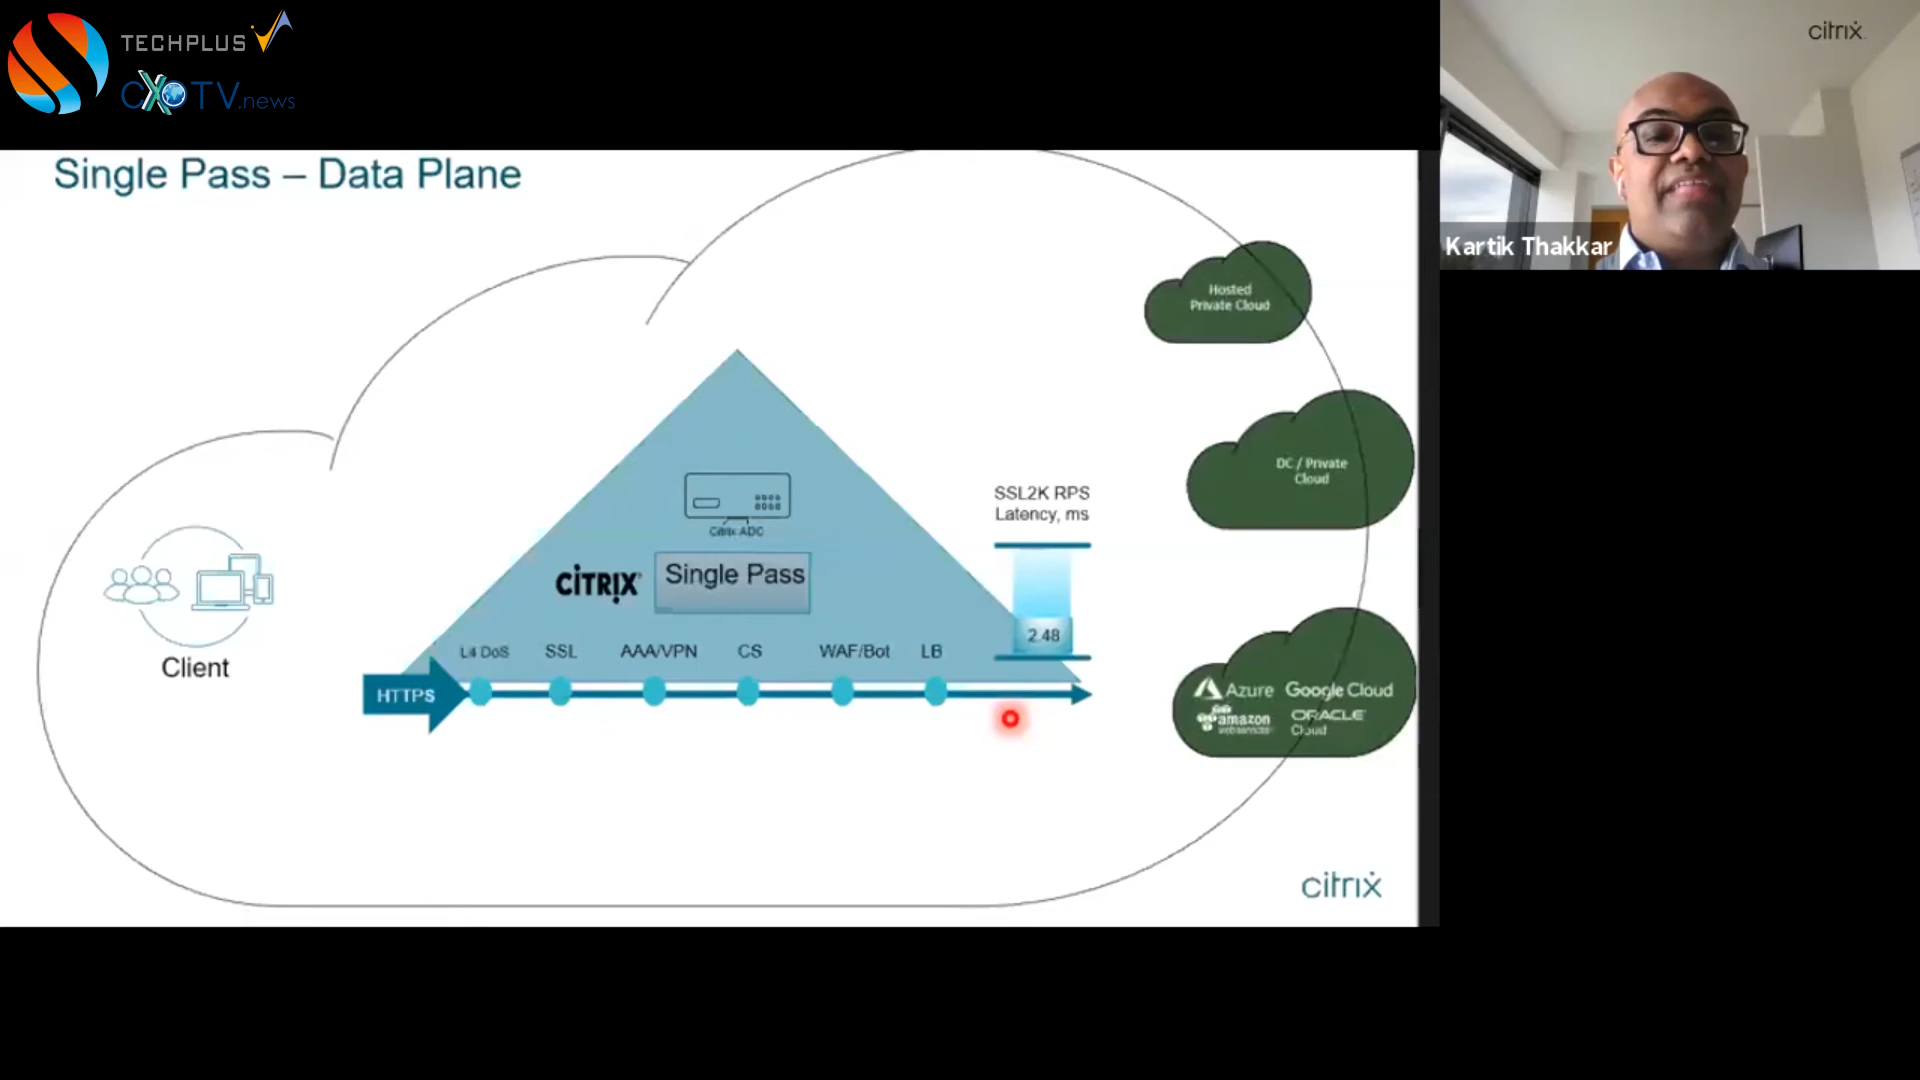 TECHPLUS
CXOTV.news
citrix
Kartik Thakkar
Single Pass – Data Plane
Hosted
Private Cloud
DC / Private
Cloud
SSL2K RPS
Latency, ms
Citrix ADC
CITRIX
Single Pass
2.48
L4 DoS SSL AAA/VPN CS WAF/Bot LB
HTTPS
Client
Azure Google Cloud
amazon ORACLE
webservices Cloud
citrix